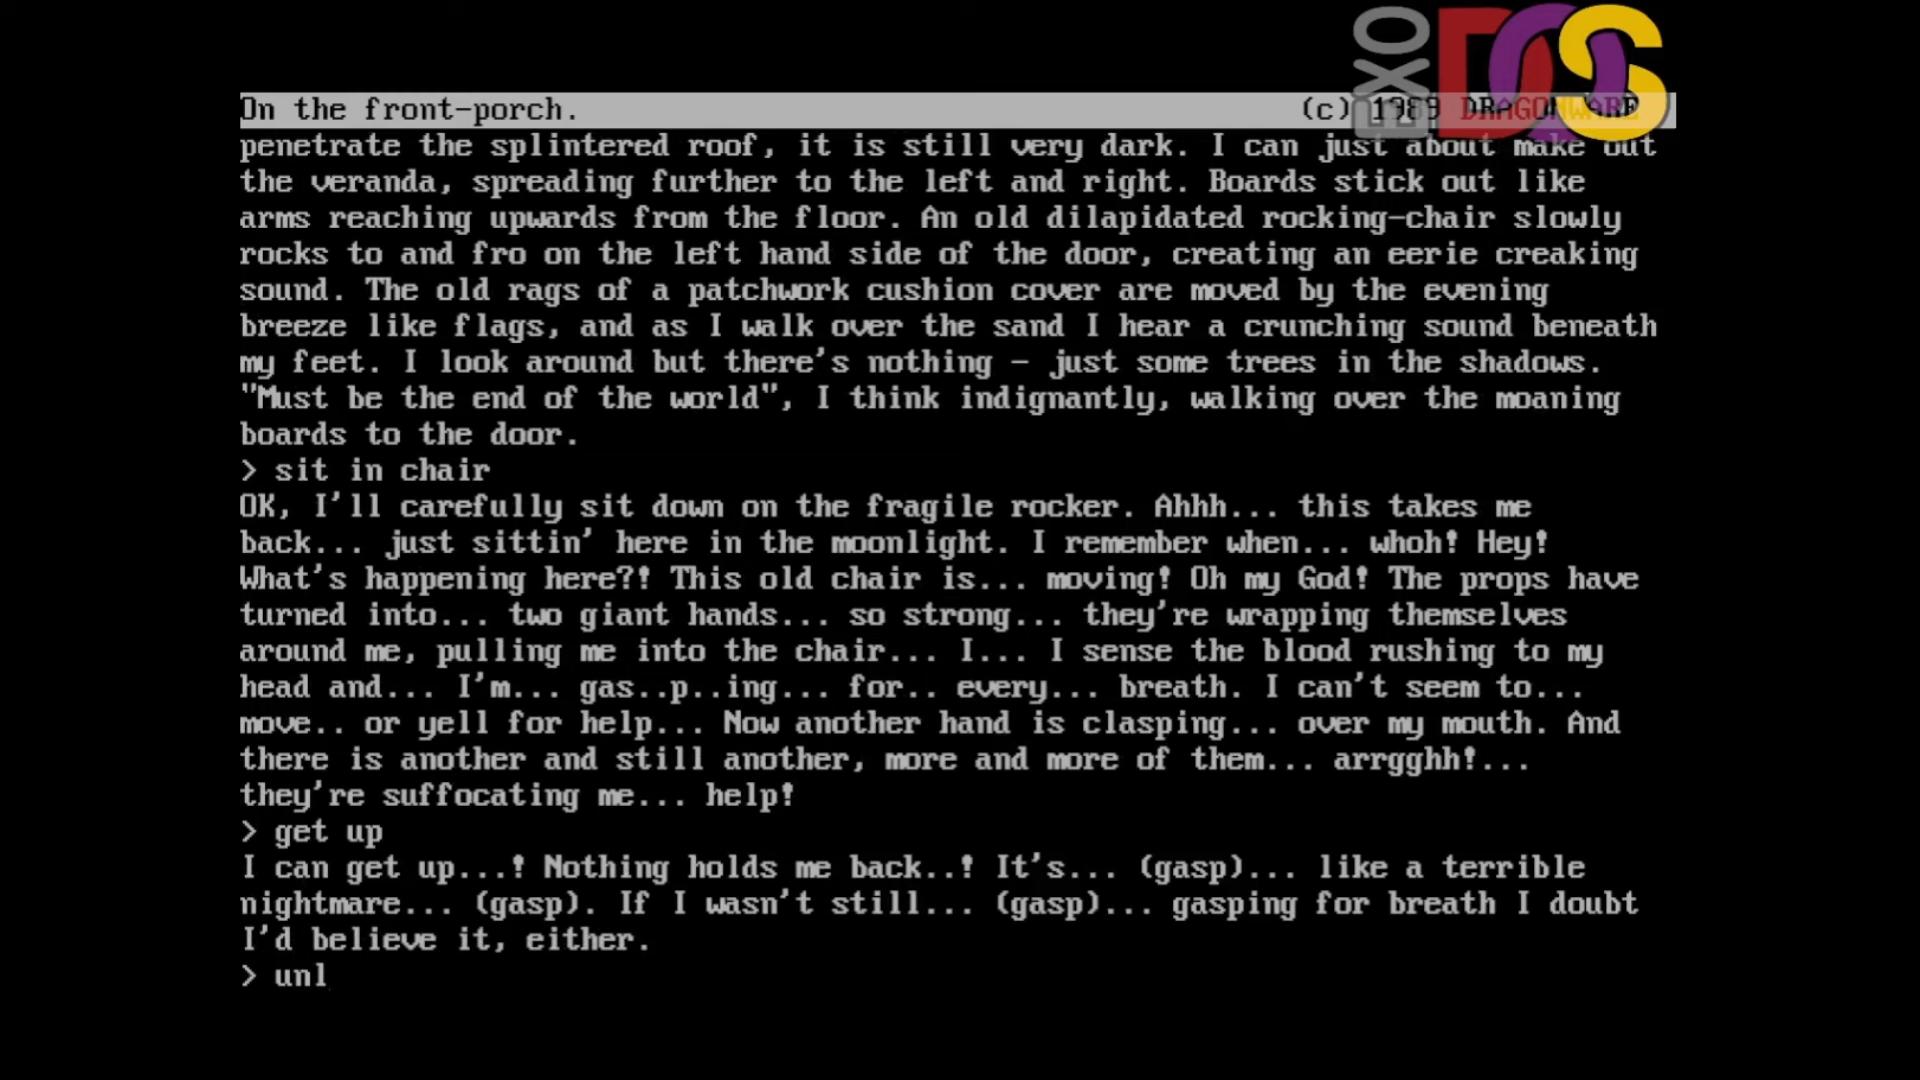 EXO DOS
On the front-porch. (c) 1989 DRAGONWARE
penetrate the splintered roof, it is still very dark. I can just about make out
the veranda, spreading further to the left and right. Boards stick out like
arms reaching upwards from the floor. An old dilapidated rocking-chair slowly
rocks to and fro on the left hand side of the door, creating an eerie creaking
sound. The old rags of a patchwork cushion cover are moved by the evening
breeze like flags, and as I walk over the sand I hear a crunching sound beneath
my feet. I look around but there's nothing - just some trees in the shadows.
"Must be the end of the world", I think indignantly, walking over the moaning
boards to the door.
> sit in chair
OK, I'll carefully sit down on the fragile rocker. Ahhh... this takes me
back... just sittin' here in the moonlight. I remember when... whoh! Hey!
What's happening here?! This old chair is... moving! Oh my God! The props have
turned into... two giant hands... so strong... they're wrapping themselves
around me, pulling me into the chair... I... I sense the blood rushing to my
head and... I'm... gas..p..ing... for.. every... breath. I can't seem to...
move.. or yell for help... Now another hand is clasping... over my mouth. And
there is another and still another, more and more of them... arrgghh!...
they're suffocating me... help!
> get up
I can get up...! Nothing holds me back..! It's... (gasp)... like a terrible
nightmare... (gasp). If I wasn't still... (gasp)... gasping for breath I doubt
I'd believe it, either.
> unl